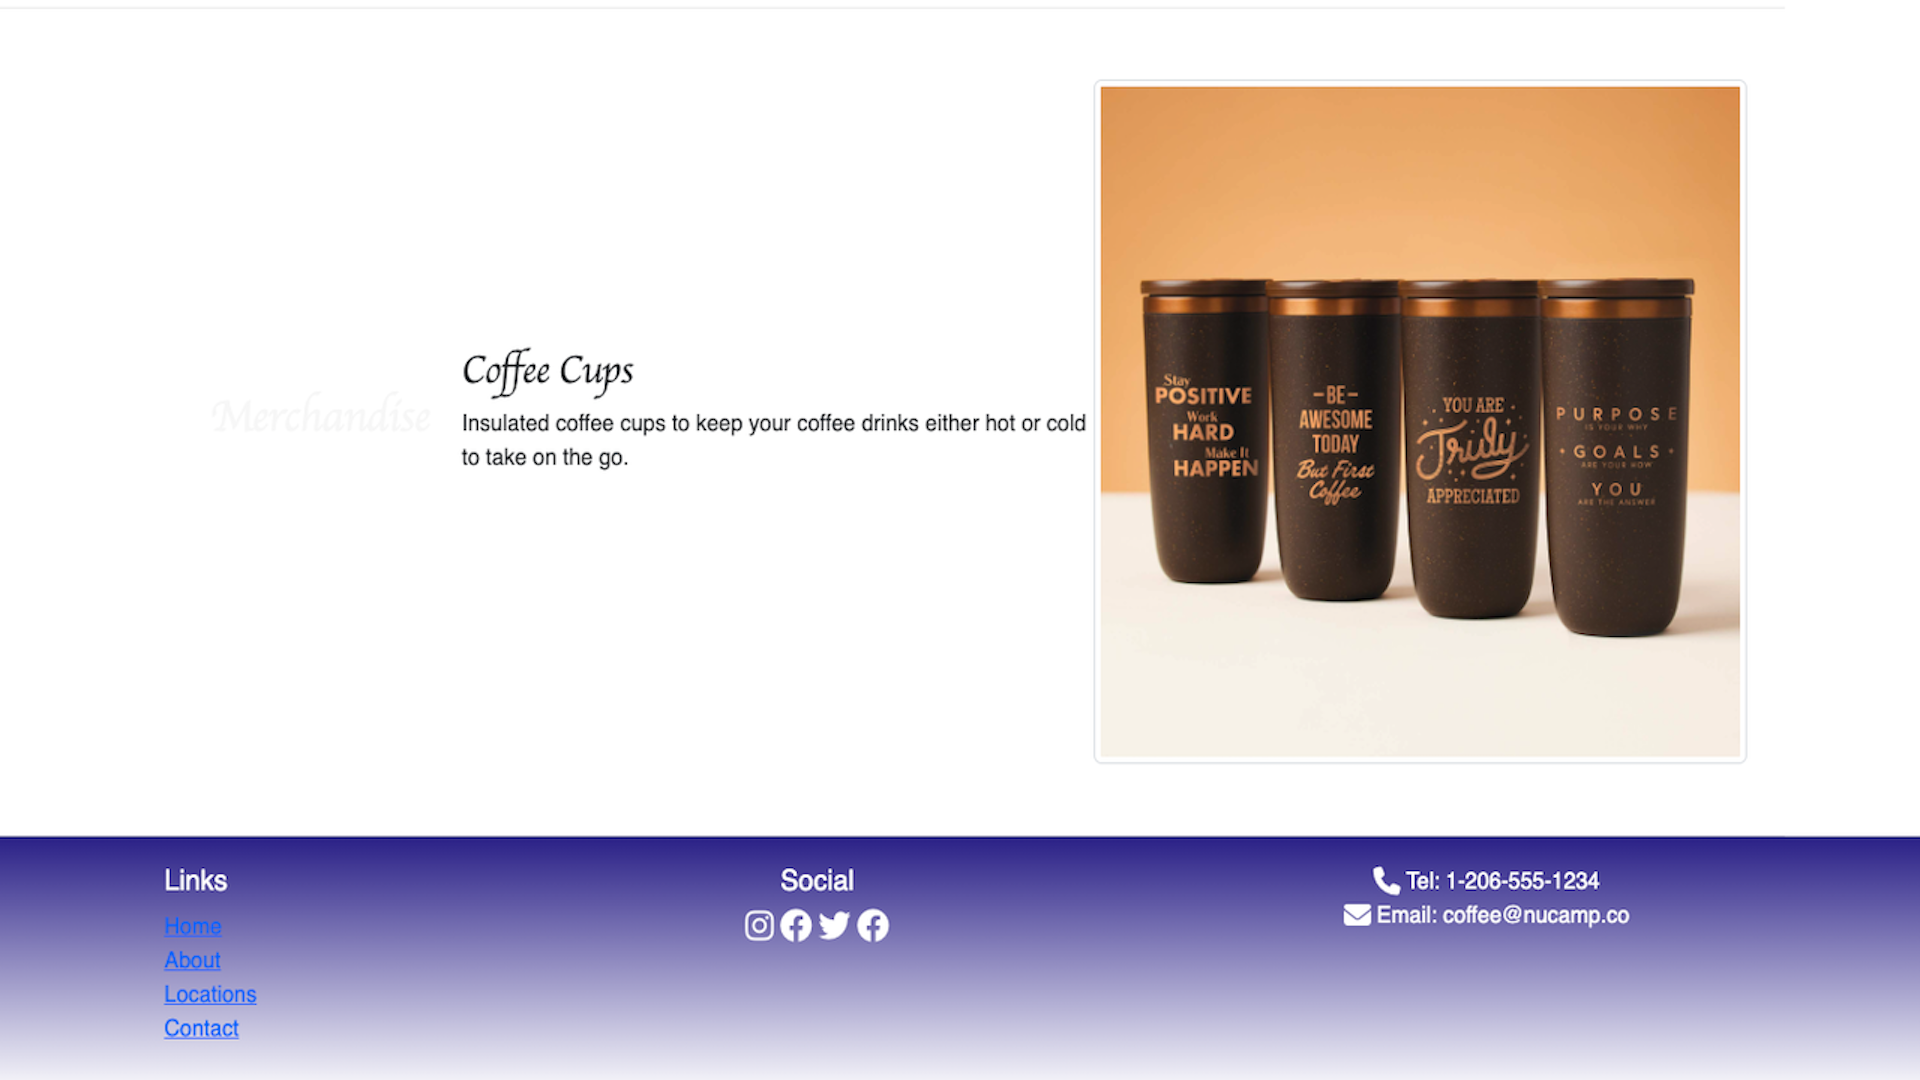 Merchandise
Coffee Cups
Insulated coffee cups to keep your coffee drinks either hot or cold
to take on the go.
Stay
POSITIVE
Work
HARD
Make It
HAPPEN
BE
AWESOME
TODAY
But First
Coffee
YOU ARE
Truly
APPRECIATED
PURPOSE
IS YOUR WHY
GOALS
ARE YOUR HOW
YOU
ARE THE ANSWER
Links
Home
About
Locations
Contact
Social
Tel: 1-206-555-1234
Email: coffee@nucamp.co